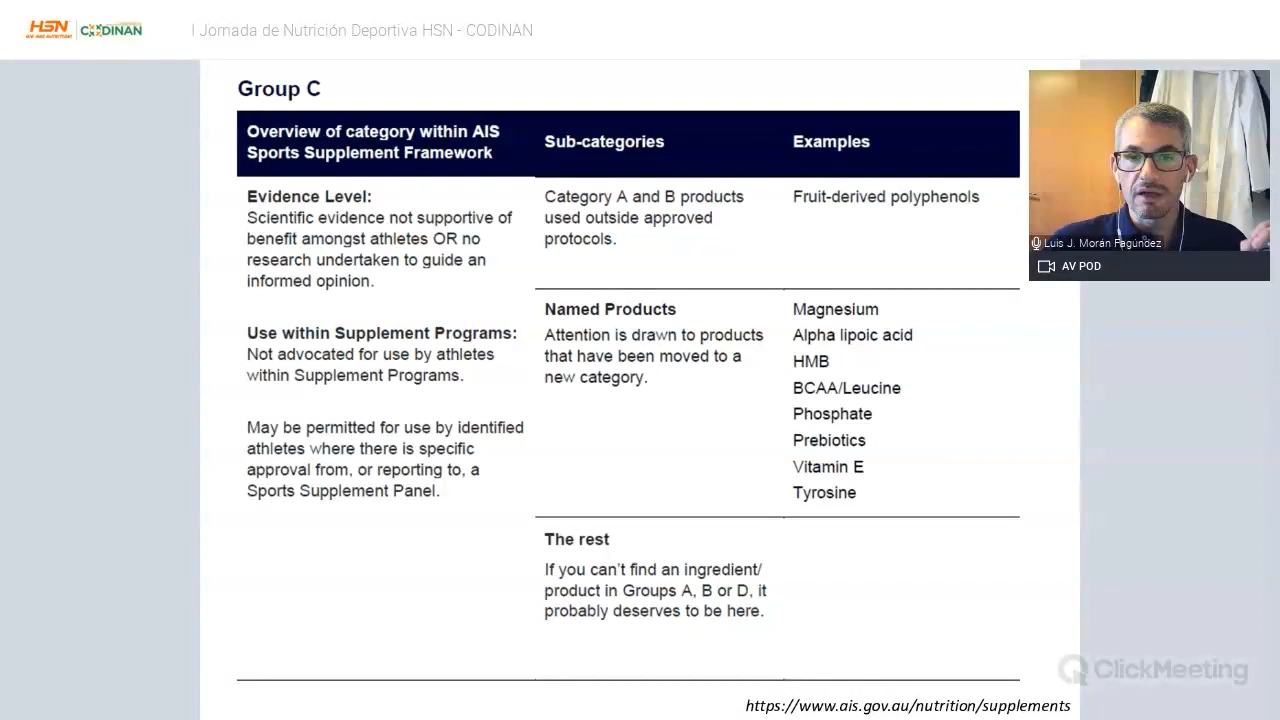 HSN
CODINAN
I Jornada de Nutrición Deportiva HSN - CODINAN
Group C
Overview of category within AIS
Sports Supplement Framework
Sub-categories
Examples
Evidence Level:
Scientific evidence not supportive of
benefit amongst athletes OR no
research undertaken to guide an
informed opinion.
Use within Supplement Programs:
Not advocated for use by athletes
within Supplement Programs.
May be permitted for use by identified
athletes where there is specific
approval from, or reporting to, a
Sports Supplement Panel.
Category A and B products
used outside approved
protocols.
Fruit-derived polyphenols
Named Products
Attention is drawn to products
that have been moved to a
new category.
Magnesium
Alpha lipoic acid
HMB
BCAA/Leucine
Phosphate
Prebiotics
Vitamin E
Tyrosine
The rest
If you can't find an ingredient/
product in Groups A, B or D, it
probably deserves to be here.
Luis J. Morán Fagúndez
AV POD
ClickMeeting
https://www.ais.gov.au/nutrition/supplements